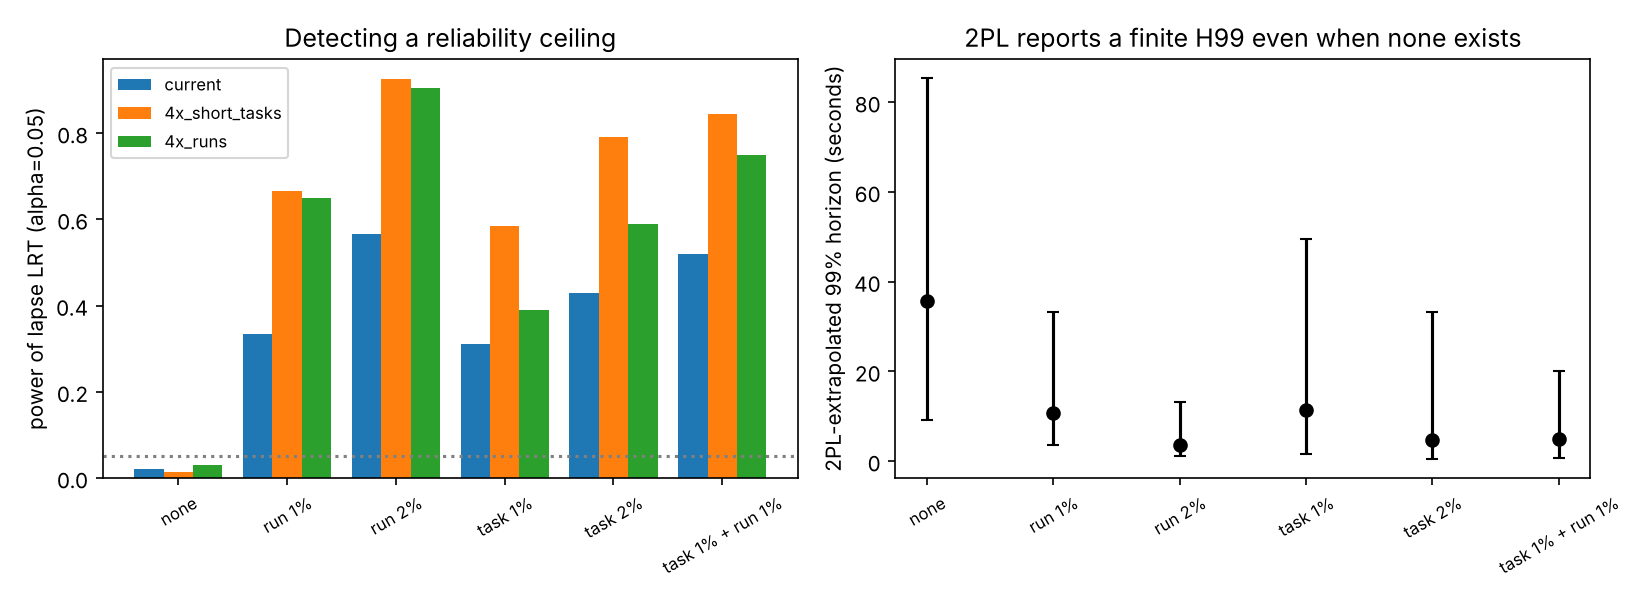 Detecting a reliability ceiling
power of lapse LRT (alpha=0.05)
0.8
0.6
0.4
0.2
0.0
current
4x_short_tasks
4x_runs
none
run 1%
run 2%
task 1%
task 2%
task 1% + run 1%
2PL reports a finite H99 even when none exists
2PL-extrapolated 99% horizon (seconds)
80
60
40
20
0
none
run 1%
run 2%
task 1%
task 2%
task 1% + run 1%